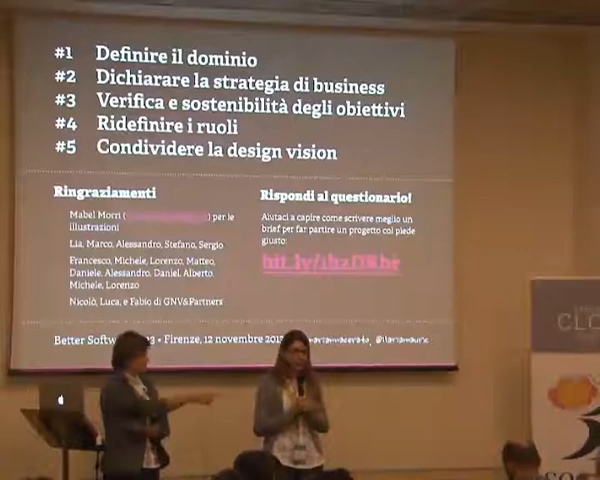 #1 Definire il dominio
#2 Dichiarare la strategia di business
#3 Verifica e sostenibilità degli obiettivi
#4 Ridefinire i ruoli
#5 Condividere la design vision
Ringraziamenti
Mabel Morri ( ) per le
illustrazioni
Lia, Marco, Alessandro, Stefano, Sergio
Francesco, Michele, Lorenzo, Matteo,
Daniele, Alessandro, Daniel, Alberto,
Michele, Lorenzo
Nicolò, Luca, e Fabio di GNV&Partners
Rispondi al questionario!
Aiutaci a capire come scrivere meglio un
brief per far partire un progetto col piede
giusto:
Better • Firenze, 12 novembre @ilariamauric